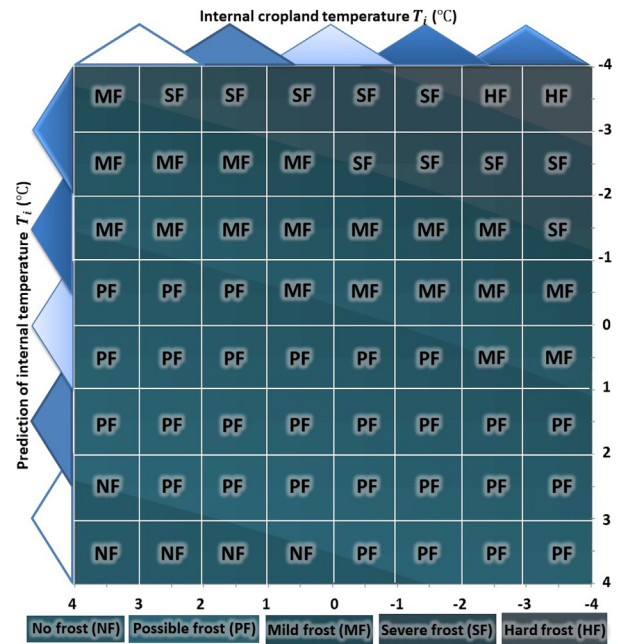 Internal cropland temperature T_i (°C)
Prediction of internal temperature T_i (°C)
-4
MF SF SF SF SF SF HF HF
-3
MF MF MF MF SF SF SF SF
-2
MF MF MF MF MF MF MF SF
-1
PF PF PF MF MF MF MF MF
0
PF PF PF PF PF PF MF MF
1
PF PF PF PF PF PF PF PF
2
NF PF PF PF PF PF PF PF
3
NF NF NF NF PF PF PF PF
4
4 3 2 1 0 -1 -2 -3 -4
No frost (NF) Possible frost (PF) Mild frost (MF) Severe frost (SF) Hard frost (HF)